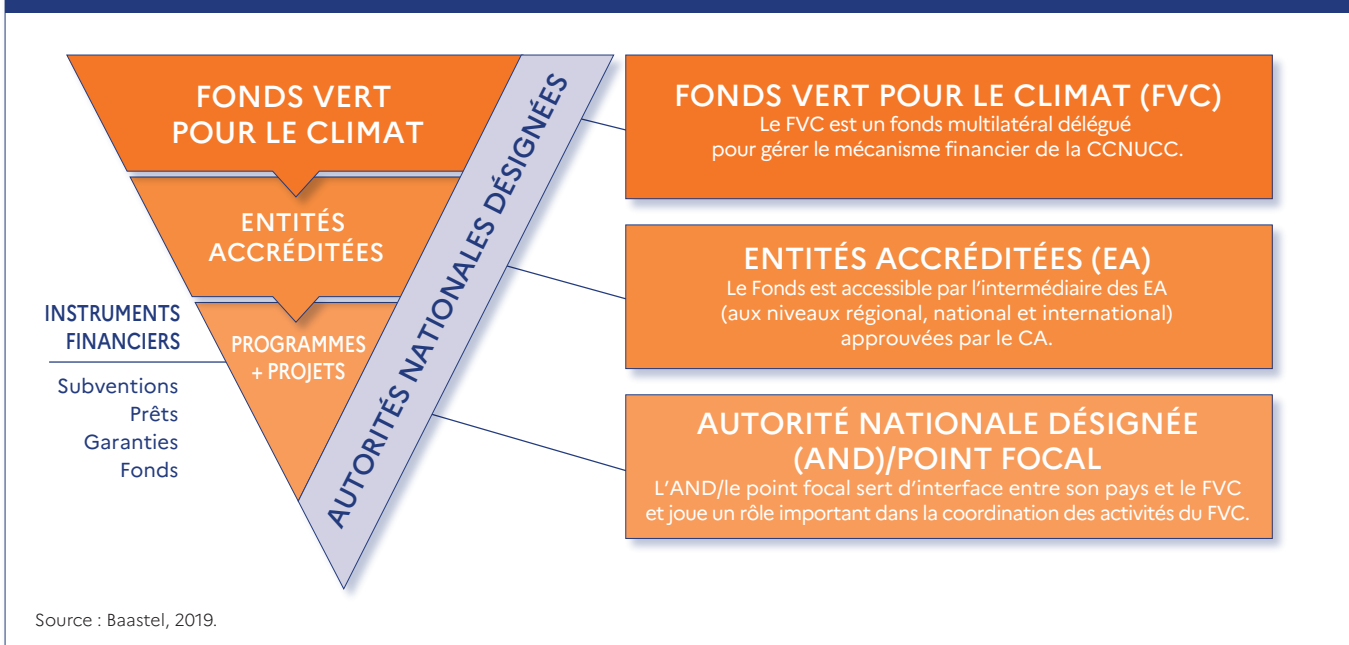 FONDS VERT
POUR LE CLIMAT
ENTITÉS
ACCRÉDITÉES
PROGRAMMES
+ PROJETS
INSTRUMENTS
FINANCIERS
Subventions
Prêts
Garanties
Fonds
AUTORITÉS NATIONALES DÉSIGNÉES
FONDS VERT POUR LE CLIMAT (FVC)
Le FVC est un fonds multilatéral délégué
pour gérer le mécanisme financier de la CCNUCC.
ENTITÉS ACCRÉDITÉES (EA)
Le Fonds est accessible par l’intermédiaire des EA
(aux niveaux régional, national et international)
approuvées par le CA.
AUTORITÉ NATIONALE DÉSIGNÉE
(AND)/POINT FOCAL
L’AND/le point focal sert d’interface entre son pays et le FVC
et joue un rôle important dans la coordination des activités du FVC.
Source : Baastel, 2019.